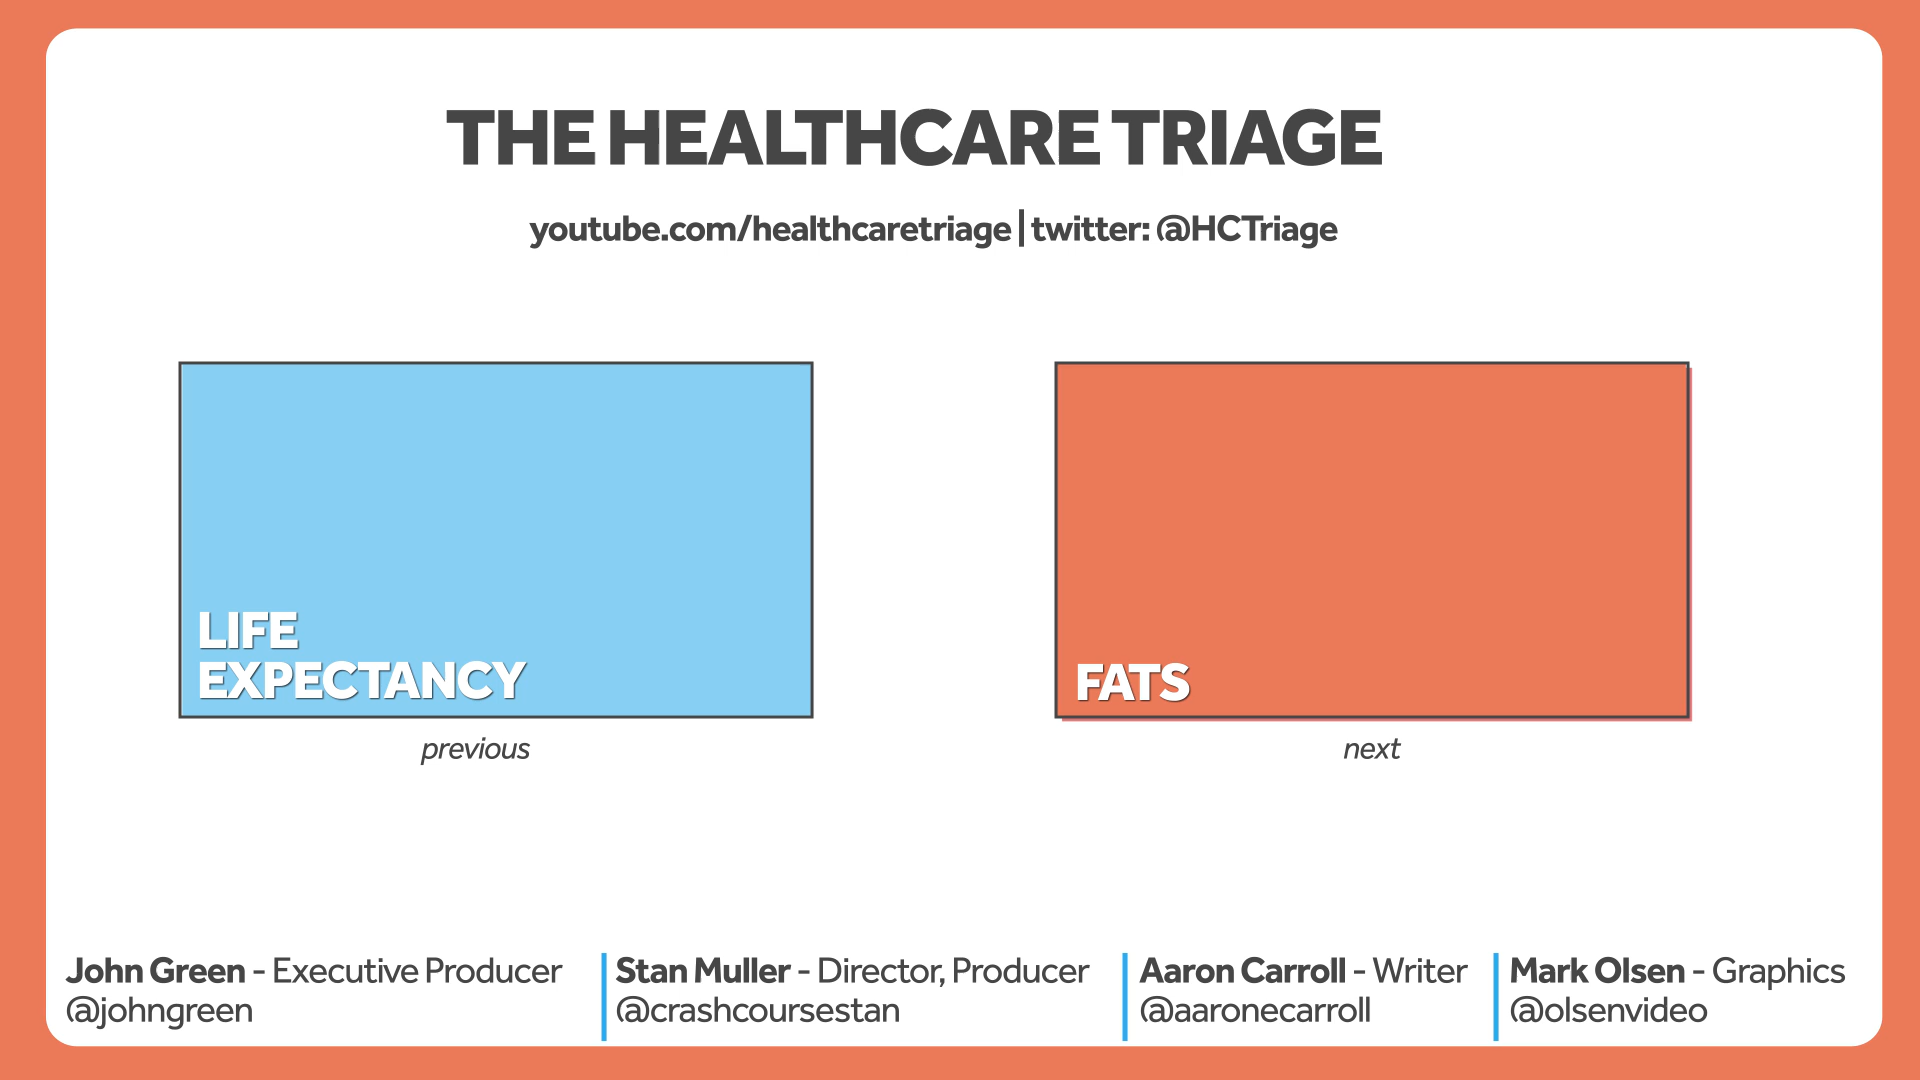 THE HEALTHCARE TRIAGE
youtube.com/healthcaretriage | twitter: @HCTriage
LIFE
EXPECTANCY
previous
FATS
next
John Green - Executive Producer
@johngreen
Stan Muller - Director, Producer
@crashcoursestan
Aaron Carroll - Writer
@aaronecarroll
Mark Olsen - Graphics
@olsenvideo